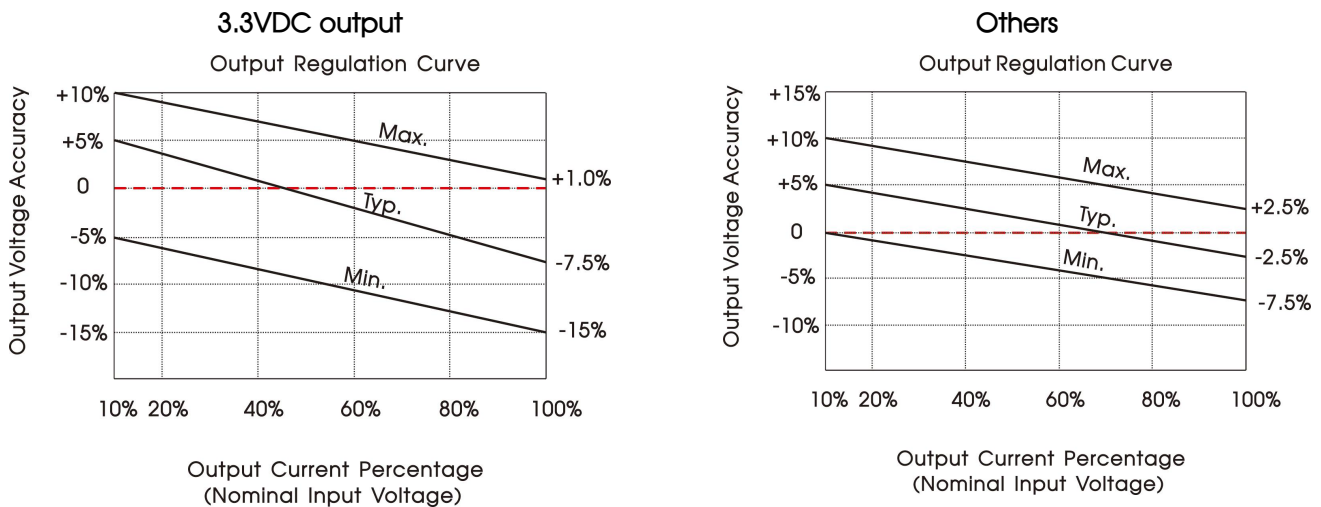 3.3VDC output
Output Regulation Curve
Output Voltage Accuracy
+10%
+5%
0
-5%
-10%
-15%
Max.
Typ.
Min.
+1.0%
-7.5%
-15%
10% 20% 40% 60% 80% 100%
Output Current Percentage
(Nominal Input Voltage)
Others
Output Regulation Curve
Output Voltage Accuracy
+15%
+10%
+5%
0
-5%
-10%
Max.
Typ.
Min.
+2.5%
-2.5%
-7.5%
10% 20% 40% 60% 80% 100%
Output Current Percentage
(Nominal Input Voltage)